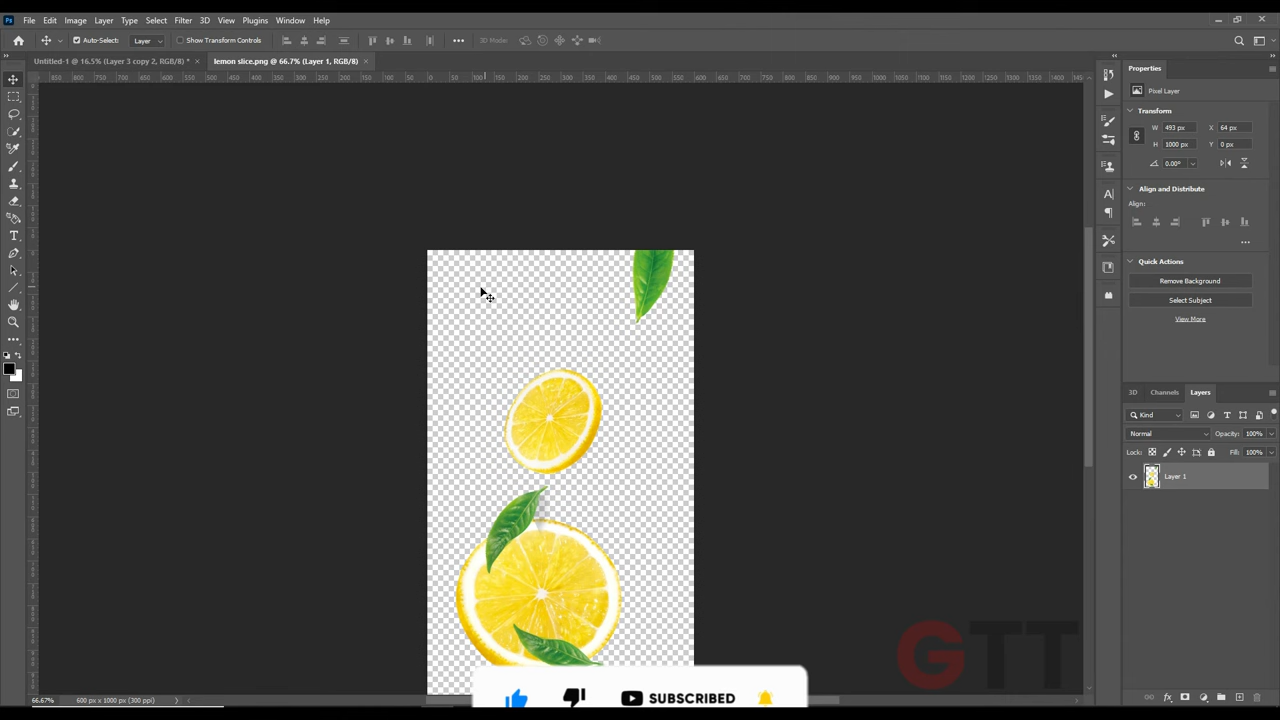 Ps File Edit Image Layer Type Select Filter 3D View Plugins Window Help
Auto-Select: Layer Show Transform Controls 3D Mode:
Untitled-1 @ 16.5% (Layer 3 copy 2, RGB/8) * × lemon slice.png @ 66.7% (Layer 1, RGB/8) ×
Properties
Pixel Layer
Transform
W 493 px X 64 px
H 1000 px Y 0 px
0.00°
Align and Distribute
Align:
Quick Actions
Remove Background
Select Subject
View More
3D Channels Layers
Kind
Normal Opacity: 100%
Lock: Fill: 100%
Layer 1
GTT
SUBSCRIBED
66.67% 600 px x 1000 px (300 ppi)